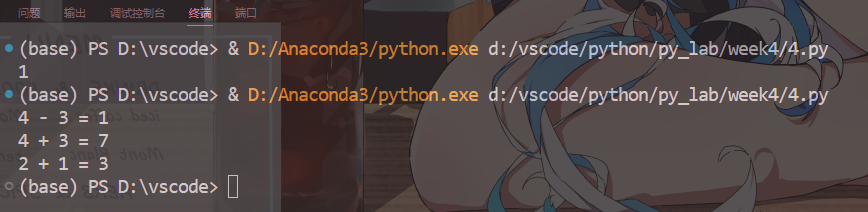 问题 输出 调试控制台 终端 端口
(base) PS D:\vscode> & D:/Anaconda3/python.exe d:/vscode/python/py_lab/week4/4.py
1
(base) PS D:\vscode> & D:/Anaconda3/python.exe d:/vscode/python/py_lab/week4/4.py
4 - 3 = 1
4 + 3 = 7
2 + 1 = 3
(base) PS D:\vscode>